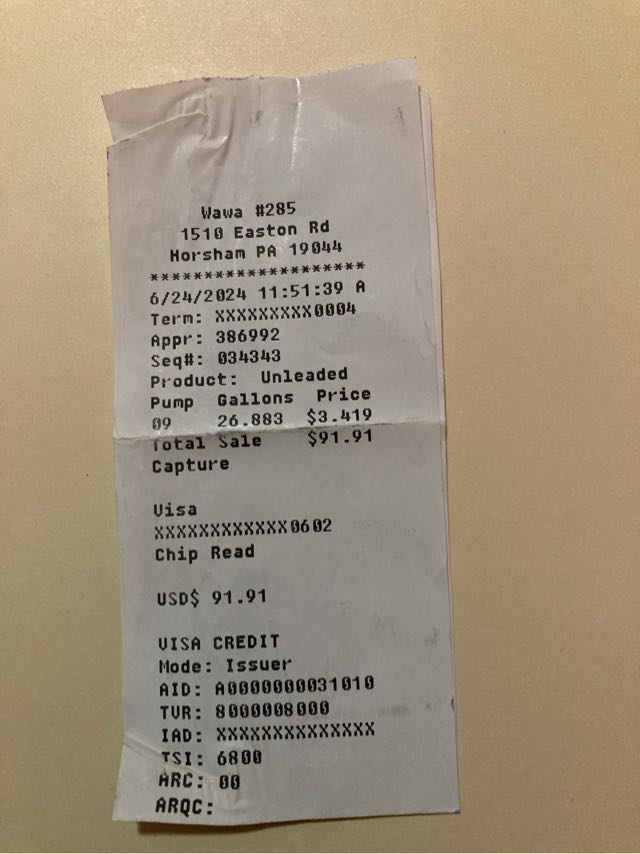 Wawa #285
1510 Easton Rd
Horsham PA 19044
********************
6/24/2024 11:51:39 A
Term: XXXXXXXXX0004
Appr: 386992
Seq#: 034343
Product: Unleaded
Pump Gallons Price
09 26.883 $3.419
Total Sale $91.91
Capture
Visa
XXXXXXXXXXXX0602
Chip Read
USD$ 91.91
VISA CREDIT
Mode: Issuer
AID: A0000000031010
TVR: 8000008000
IAD: XXXXXXXXXXXXXX
TSI: 6800
ARC: 00
ARQC: